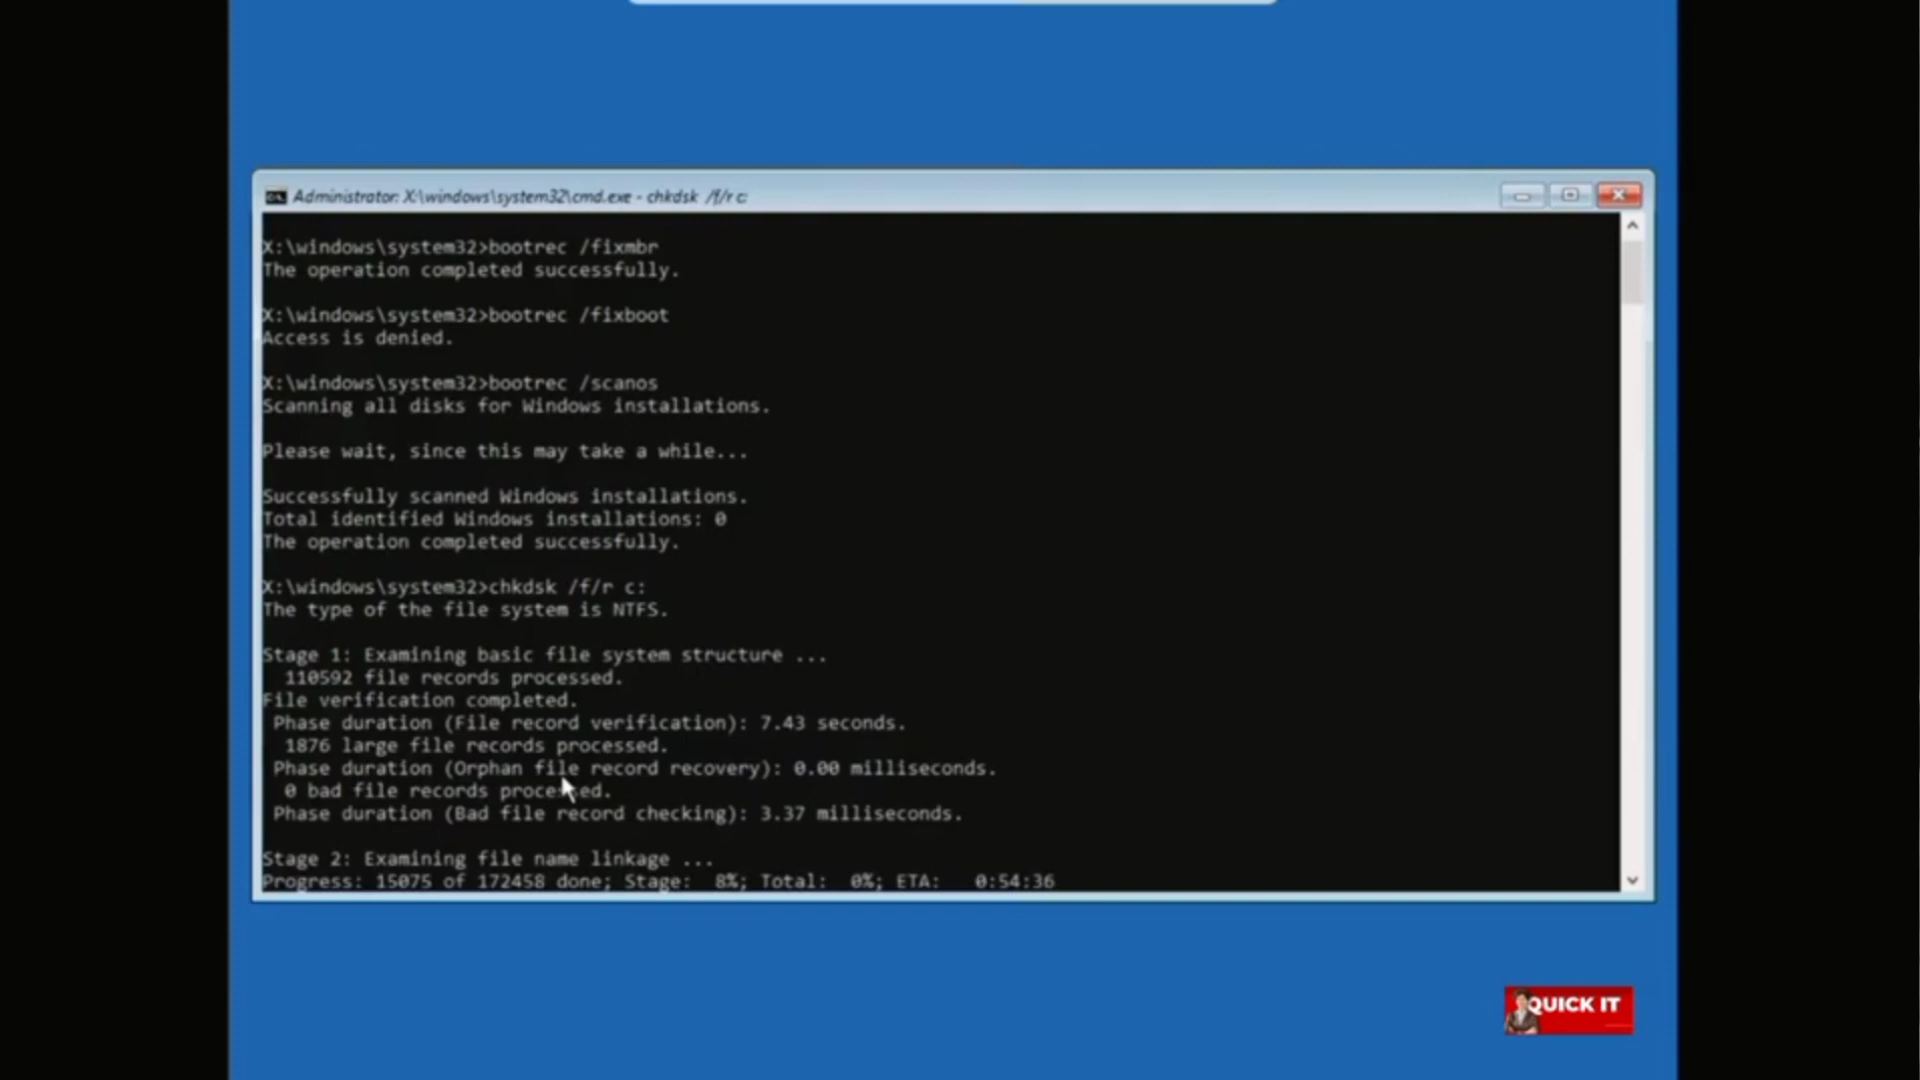 Administrator: X:\windows\system32\cmd.exe - chkdsk /f/r c:
X:\windows\system32>bootrec /fixmbr
The operation completed successfully.
X:\windows\system32>bootrec /fixboot
Access is denied.
X:\windows\system32>bootrec /scanos
Scanning all disks for Windows installations.
Please wait, since this may take a while...
Successfully scanned Windows installations.
Total identified Windows installations: 0
The operation completed successfully.
X:\windows\system32>chkdsk /f/r c:
The type of the file system is NTFS.
Stage 1: Examining basic file system structure ...
110592 file records processed.
File verification completed.
Phase duration (File record verification): 7.43 seconds.
1876 large file records processed.
Phase duration (Orphan file record recovery): 0.00 milliseconds.
0 bad file records processed.
Phase duration (Bad file record checking): 3.37 milliseconds.
Stage 2: Examining file name linkage ...
Progress: 15075 of 172458 done; Stage: 8%; Total: 0%; ETA: 0:54:36
QUICK IT